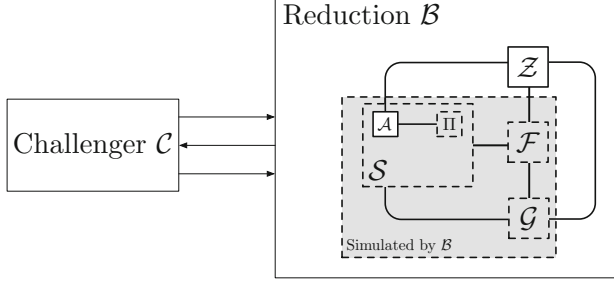 Reduction ℬ
Challenger 𝒞
𝒵
𝒜
Π
ℱ
𝒮
𝒢
Simulated by ℬ